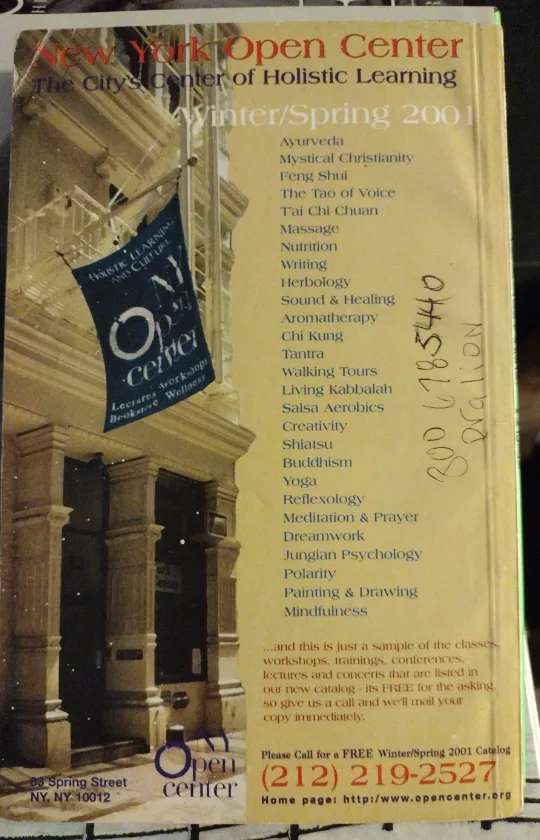 New York Open Center
The City's Center of Holistic Learning
Winter/Spring 2001
Ayurveda
Mystical Christianity
Feng Shui
The Tao of Voice
T'ai Chi Chuan
Massage
Nutrition
Writing
Herbology
Sound & Healing
Aromatherapy
Chi Kung
Tantra
Walking Tours
Living Kabbalah
Salsa Aerobics
Creativity
Shiatsu
Buddhism
Yoga
Reflexology
Meditation & Prayer
Dreamwork
Jungian Psychology
Polarity
Painting & Drawing
Mindfulness
...and this is just a sample of the classes,
workshops, trainings, conferences,
lectures and concerts that are listed in
our new catalog - its FREE for the asking,
so give us a call and we'll mail your
copy immediately.
Please Call for a FREE Winter/Spring 2001 Catalog
(212) 219-2527
Home page: http:/www.opencenter.org
HOLISTIC LEARNING
AND CULTURE
NY
Open
center
Lectures Workshops
Bookstore Wellness
NY
Open
center
83 Spring Street
NY, NY 10012
800 678 5440